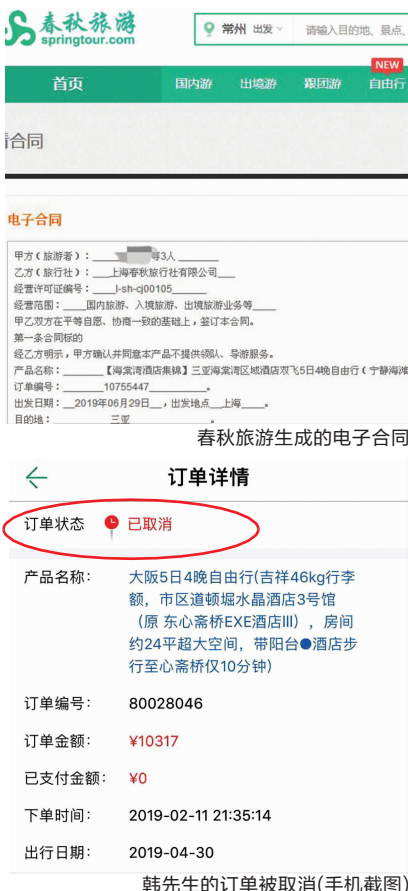 春秋旅游
springtour.com
常州 出发
请输入目的地、景点、
NEW
首页 国内游 出境游 跟团游 自由行
合同
电子合同
甲方（旅游者）：等3人
乙方（旅行社）：上海春秋旅行社有限公司
经营许可证编号：l-sh-cj00105
经营范围：国内旅游、入境旅游、出境旅游业务等
甲乙双方在平等自愿、协商一致的基础上，签订本合同。
第一条合同标的
经乙方明示，甲方确认并同意本产品不提供领队、导游服务。
产品名称：【海棠湾酒店集锦】三亚海棠湾区域酒店双飞5日4晚自由行（宁静海滩
订单编号：10755447。
出发日期：2019年06月29日，出发地点上海。
目的地：三亚。
春秋旅游生成的电子合同
订单详情
订单状态 已取消
产品名称： 大阪5日4晚自由行(吉祥46kg行李
额，市区道顿堀水晶酒店3号馆
（原 东心斋桥EXE酒店III），房间
约24平超大空间，带阳台●酒店步
行至心斋桥仅10分钟）
订单编号： 80028046
订单金额： ¥10317
已支付金额： ¥0
下单时间： 2019-02-11 21:35:14
出行日期： 2019-04-30
韩先生的订单被取消(手机截图)